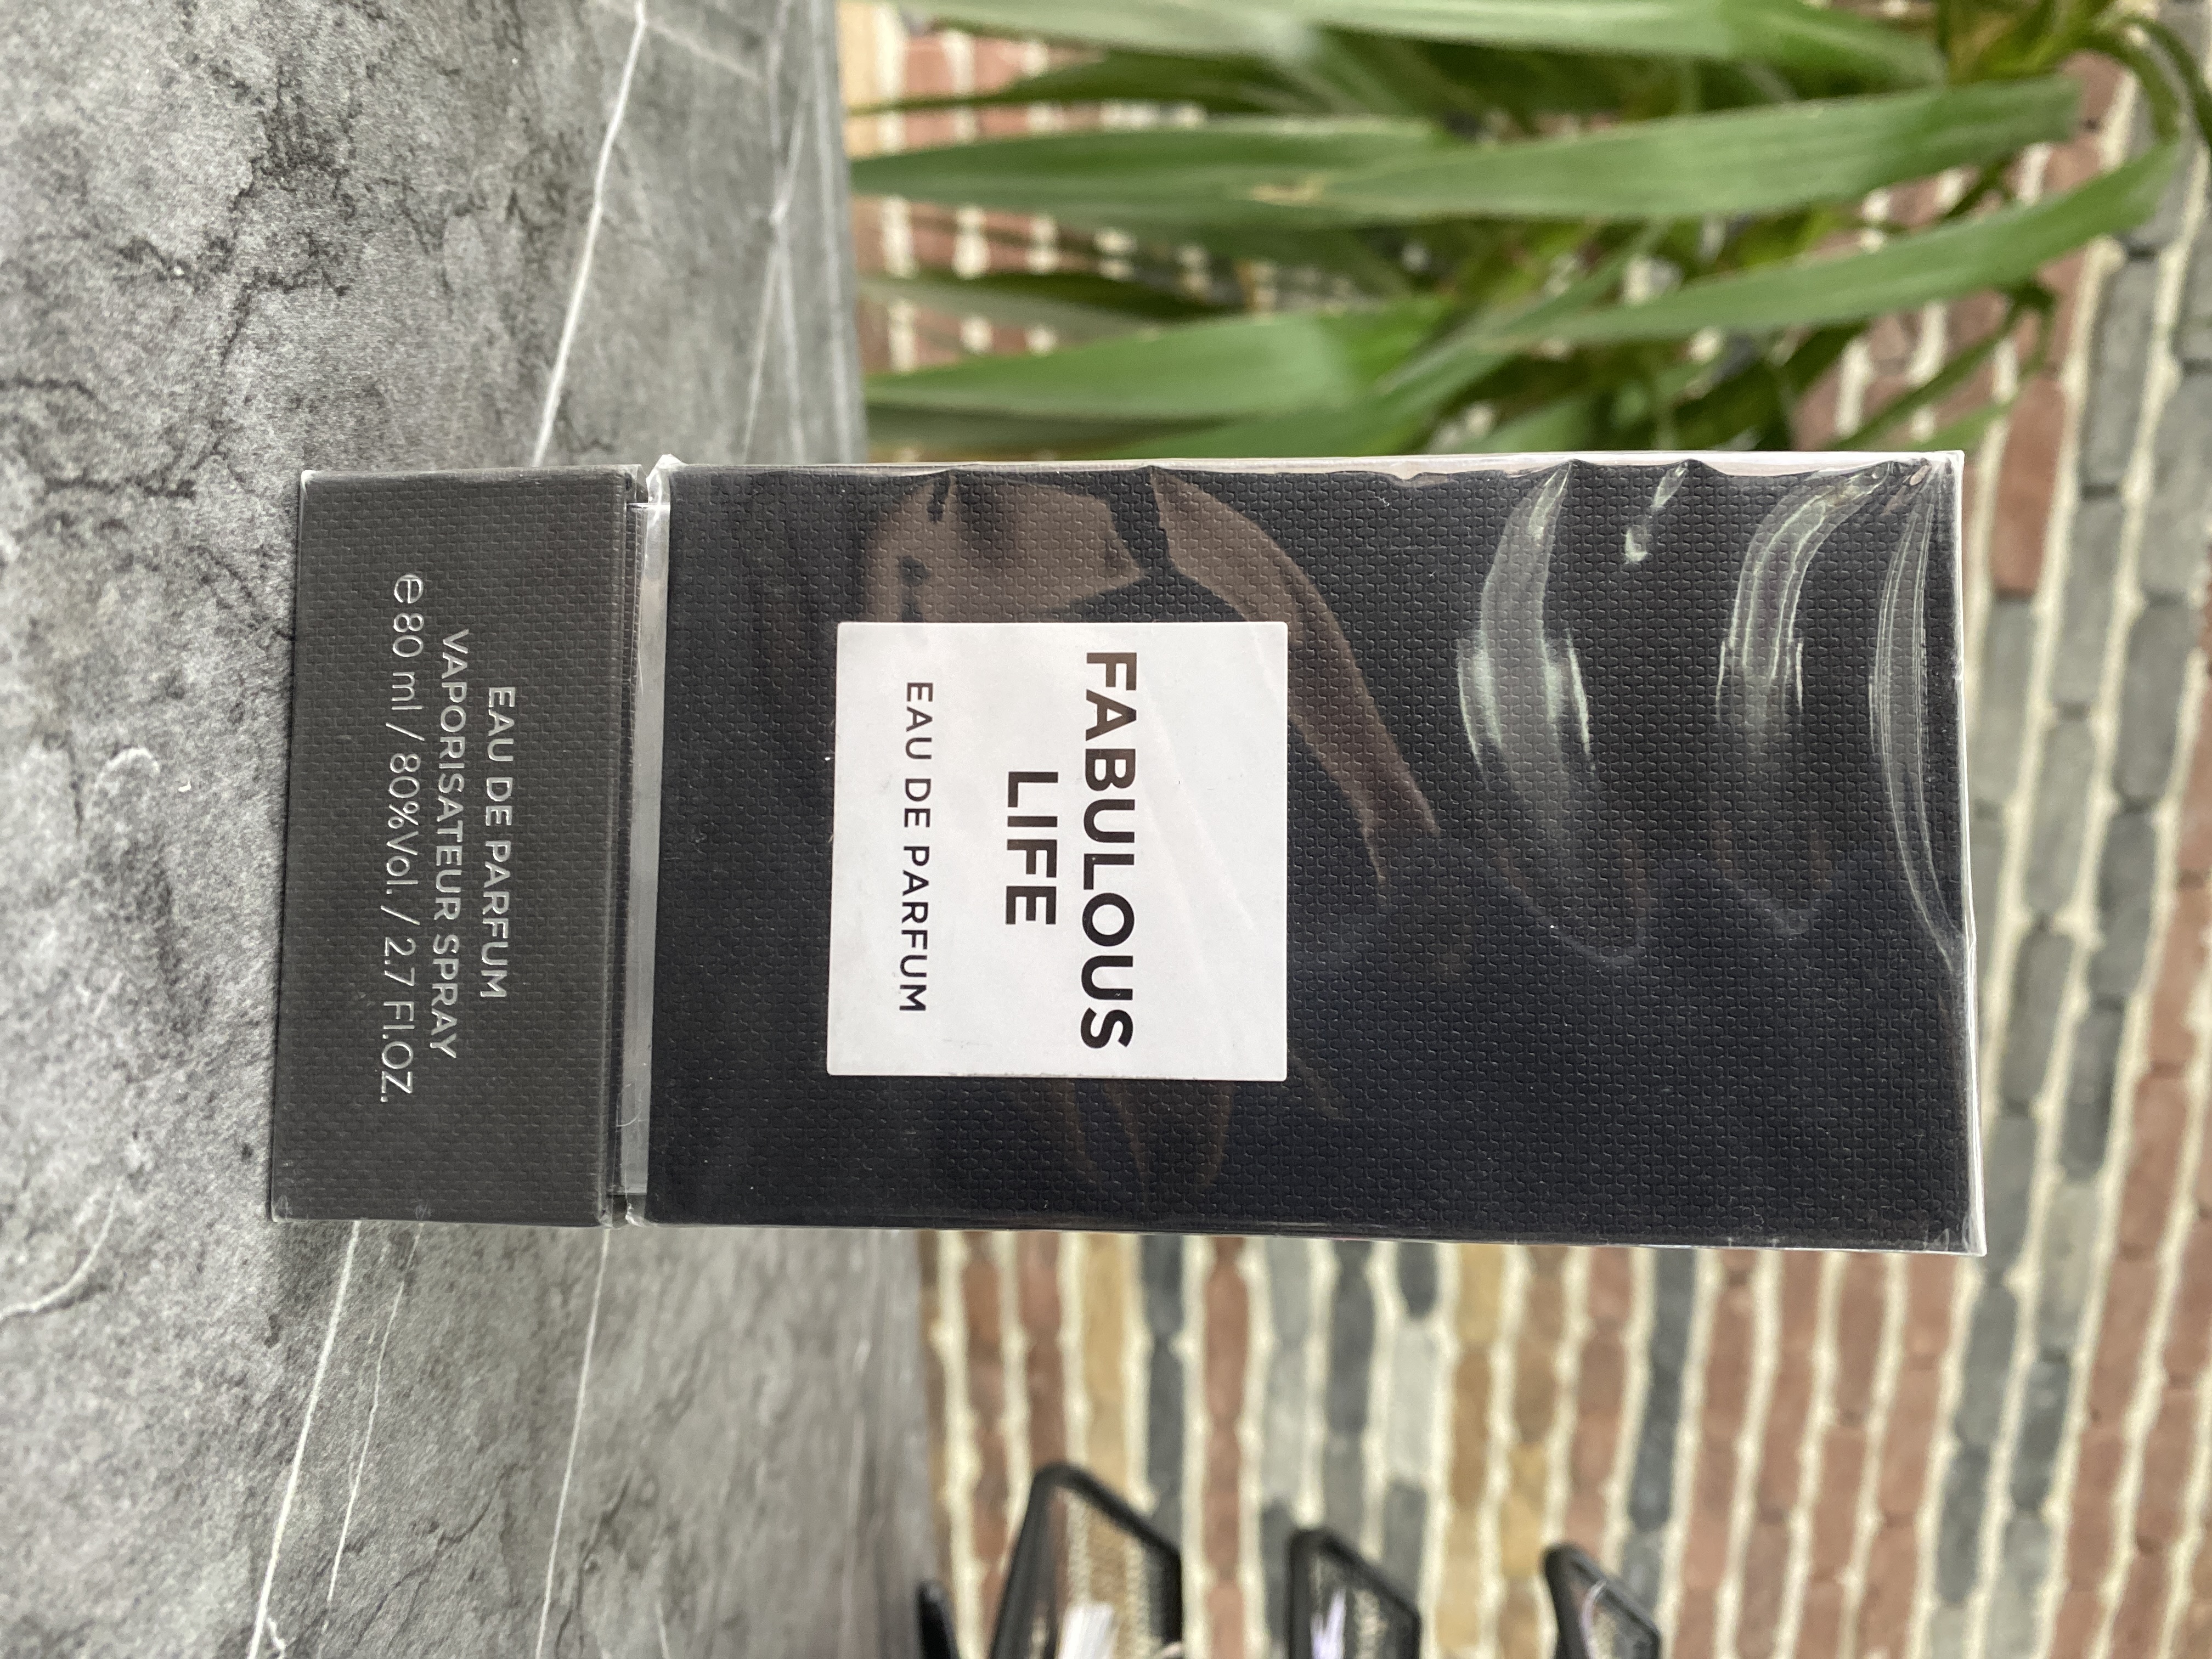 FABULOUS
LIFE
EAU DE PARFUM
EAU DE PARFUM
VAPORISATEUR SPRAY
℮ 80 ml / 80%Vol. / 2.7 Fl.OZ.